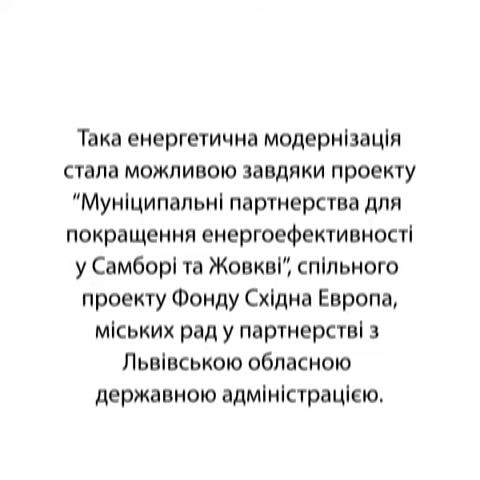 Така енергетична модернізація
стала можливою завдяки проекту
“Муніципальні партнерства для
покращення енергоефективності
у Самборі та Жовкві”, спільного
проекту Фонду Східна Европа,
міських рад у партнерстві з
Львівською обласною
державною адміністрацією.